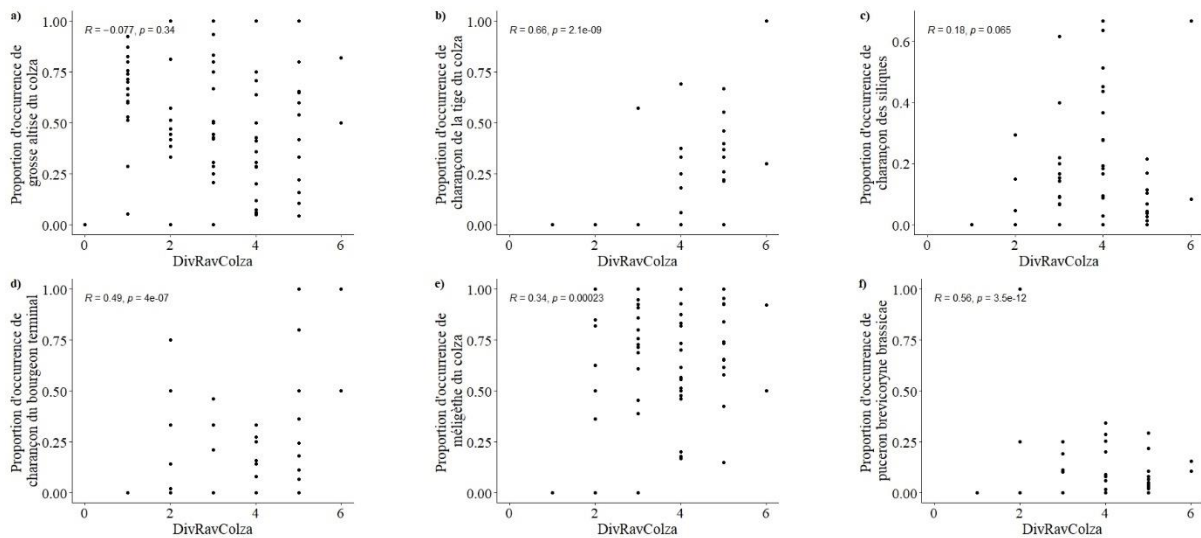 a)
R = −0.077, p = 0.34
Proportion d'occurrence de
grosse altise du colza
1.00
0.75
0.50
0.25
0.00
0 2 4 6
DivRavColza
b)
R = 0.66, p = 2.1e-09
Proportion d'occurrence de
charançon de la tige du colza
1.00
0.75
0.50
0.25
0.00
0 2 4 6
DivRavColza
c)
R = 0.18, p = 0.065
Proportion d'occurrence de
charançon des siliques
0.6
0.4
0.2
0.0
0 2 4 6
DivRavColza
d)
R = 0.49, p = 4e-07
Proportion d'occurrence de
charançon du bourgeon terminal
1.00
0.75
0.50
0.25
0.00
0 2 4 6
DivRavColza
e)
R = 0.34, p = 0.00023
Proportion d'occurrence de
méligèthe du colza
1.00
0.75
0.50
0.25
0.00
0 2 4 6
DivRavColza
f)
R = 0.56, p = 3.5e-12
Proportion d'occurrence de
puceron brevicoryne brassicae
1.00
0.75
0.50
0.25
0.00
0 2 4 6
DivRavColza